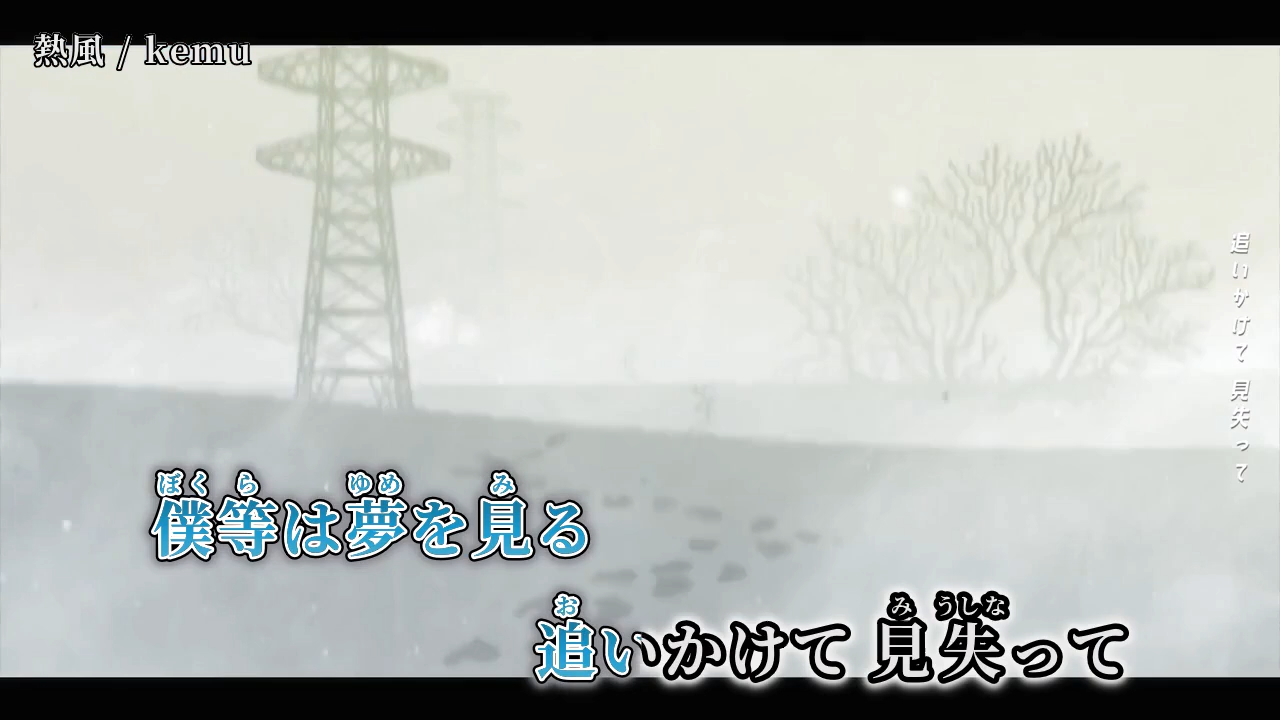 熱風 / kemu
追いかけて 見失って
ぼくら ゆめ み
僕等は夢を見る
お み うしな
追いかけて 見失って